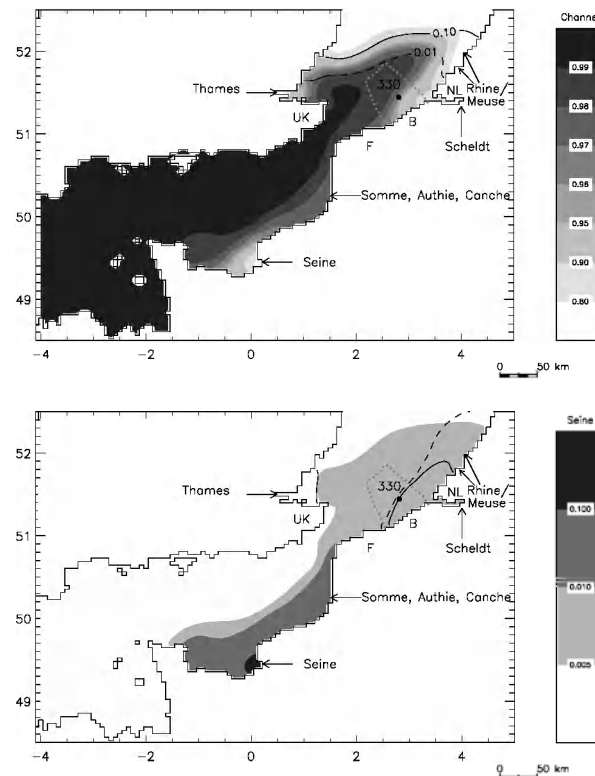 Channel
52
0.10
0.01
0.99
Thames
330
NL
Rhine/
Meuse
0.98
UK
B
51
F
Scheldt
0.96
Somme, Authie, Canche
0.95
50
Seine
0.90
49
0.80
-4
-2
0
2
4
0
50 km
Seine
52
Thames
330
NL
Rhine/
Meuse
0.100
UK
B
51
F
Scheldt
0.010
Somme, Authie, Canche
50
0.005
Seine
49
-4
-2
0
2
4
0
50 km